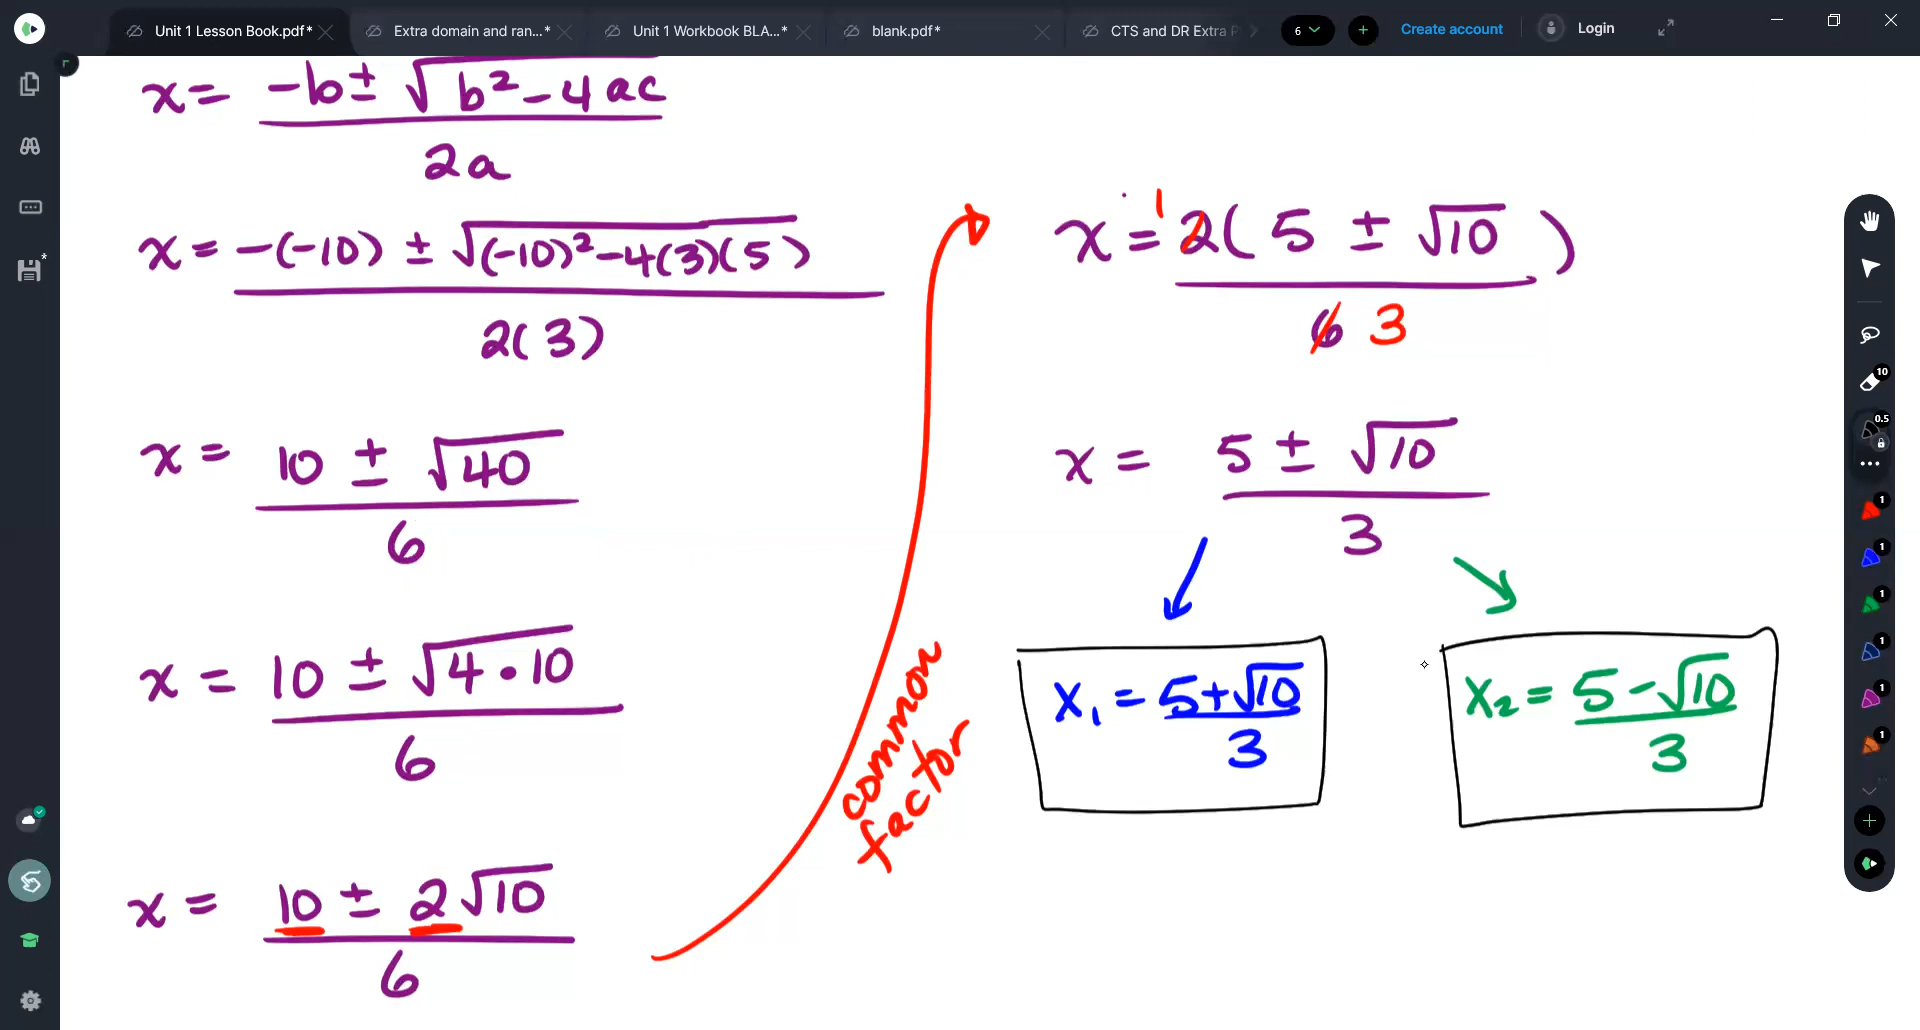 Unit 1 Lesson Book.pdf*
Extra domain and ran...*
Unit 1 Workbook BLA...*
blank.pdf*
CTS and DR Extra P
6
Create account
Login
x = -b ± √(b² - 4ac)
2a
x = -(-10) ± √((-10)² - 4(3)(5))
2(3)
x = 10 ± √40
6
x = 10 ± √(4 • 10)
6
x = 10 ± 2√10
6
common
factor
1
x = 2(5 ± √10)
6 3
x = 5 ± √10
3
x₁ = 5 + √10
3
x₂ = 5 - √10
3
10
0.5
1
1
1
1
1
1